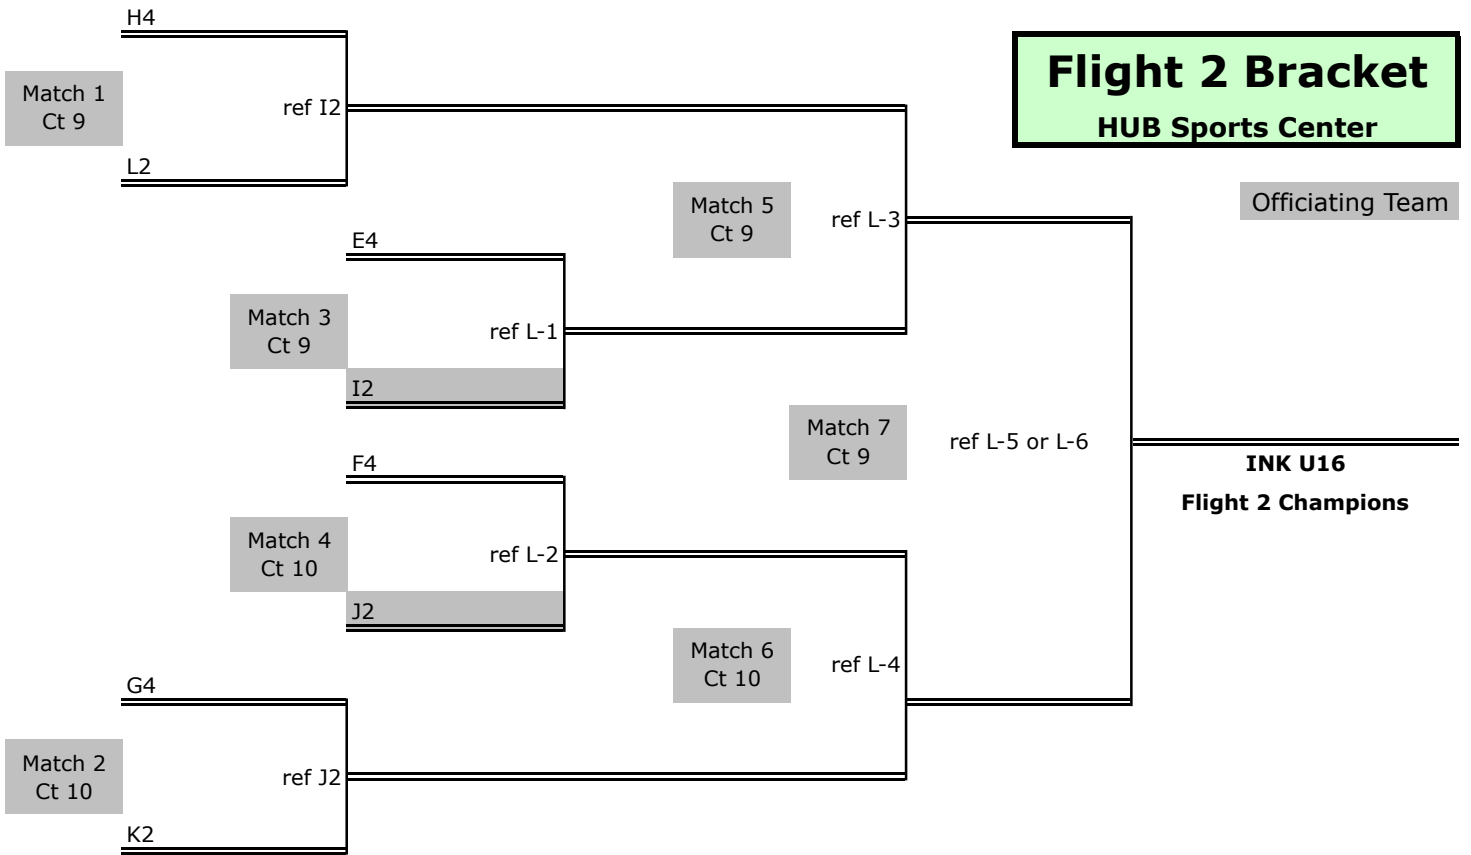 H4
Flight 2 Bracket
HUB Sports Center
Match 1
Ct 9
ref I2
L2
Match 5
Ct 9
ref L-3
Officiating Team
E4
Match 3
Ct 9
ref L-1
I2
Match 7
Ct 9
ref L-5 or L-6
INK U16
Flight 2 Champions
F4
Match 4
Ct 10
ref L-2
J2
Match 6
Ct 10
ref L-4
G4
Match 2
Ct 10
ref J2
K2